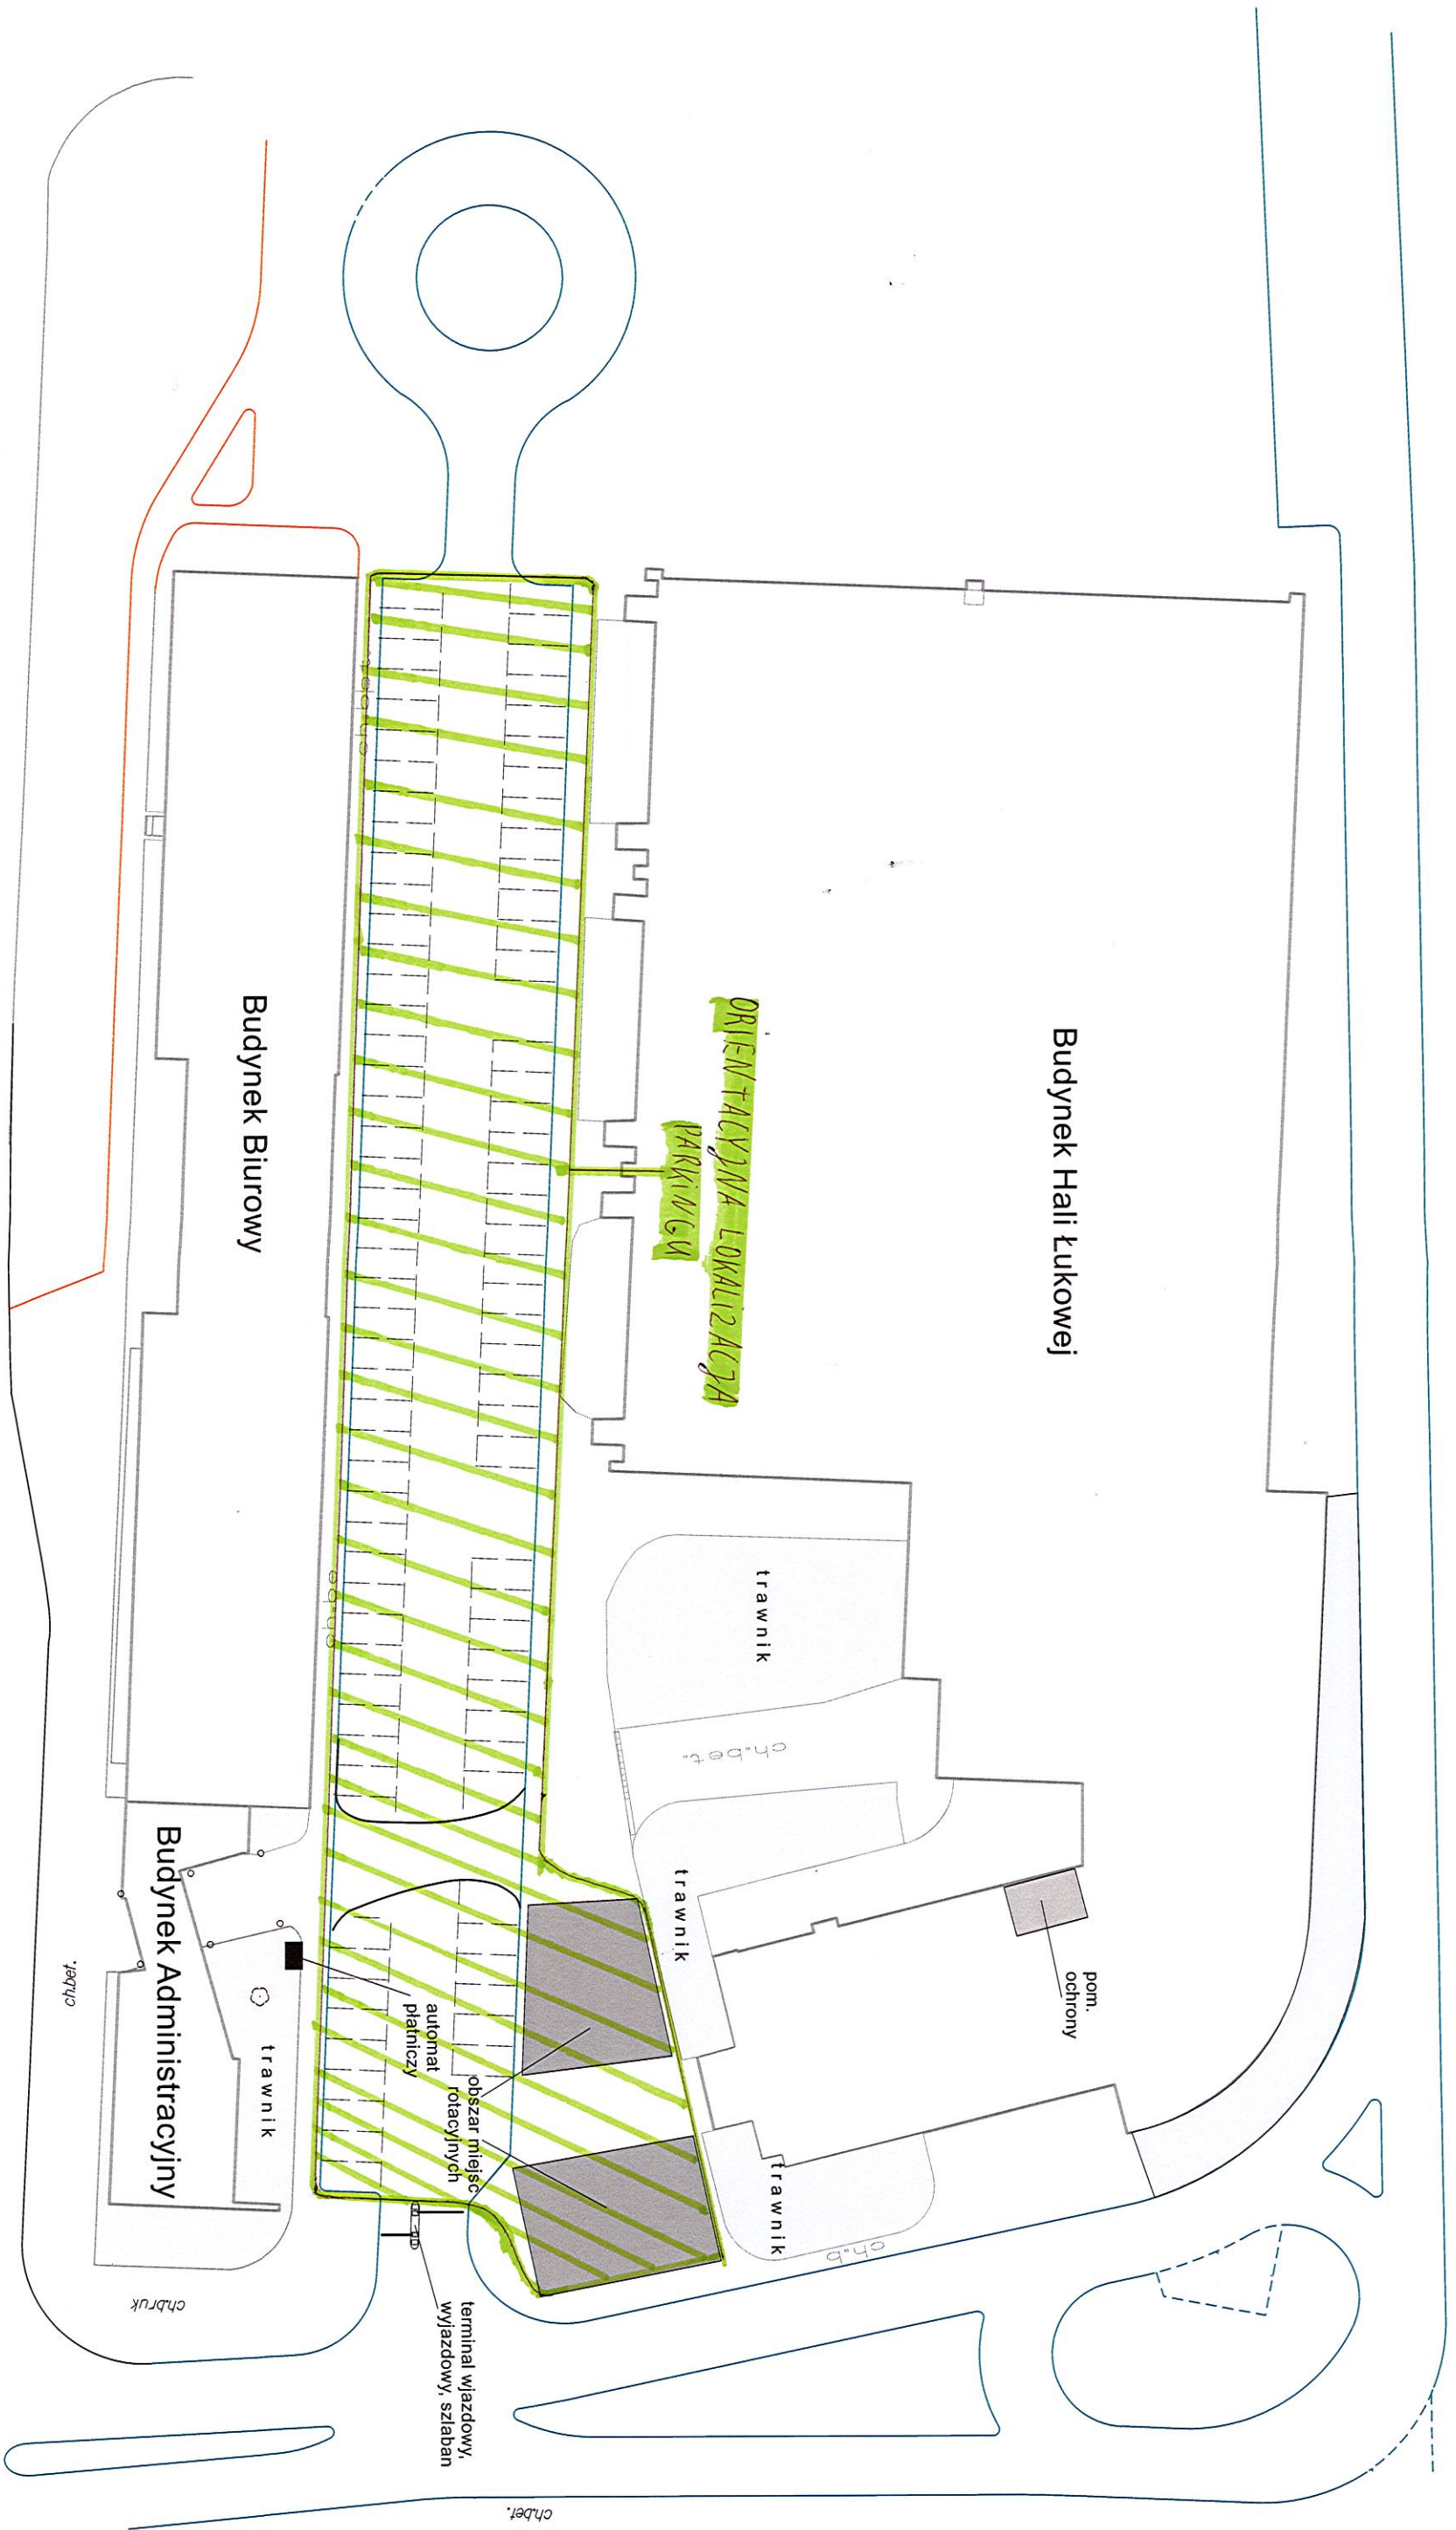 Budynek Hali Łukowej
ORIENTACYJNA LOKALIZACJA
PARKINGU
Budynek Biurowy
trawnik
ch.bet.
trawnik
pom.
ochrony
Budynek Administracyjny
automat
płatniczy
trawnik
obszar miejsc
rotacyjnych
trawnik
ch.b
ch.bet.
ch.bruk
terminal wjazdowy,
wyjazdowy, szlaban
ch.bet.